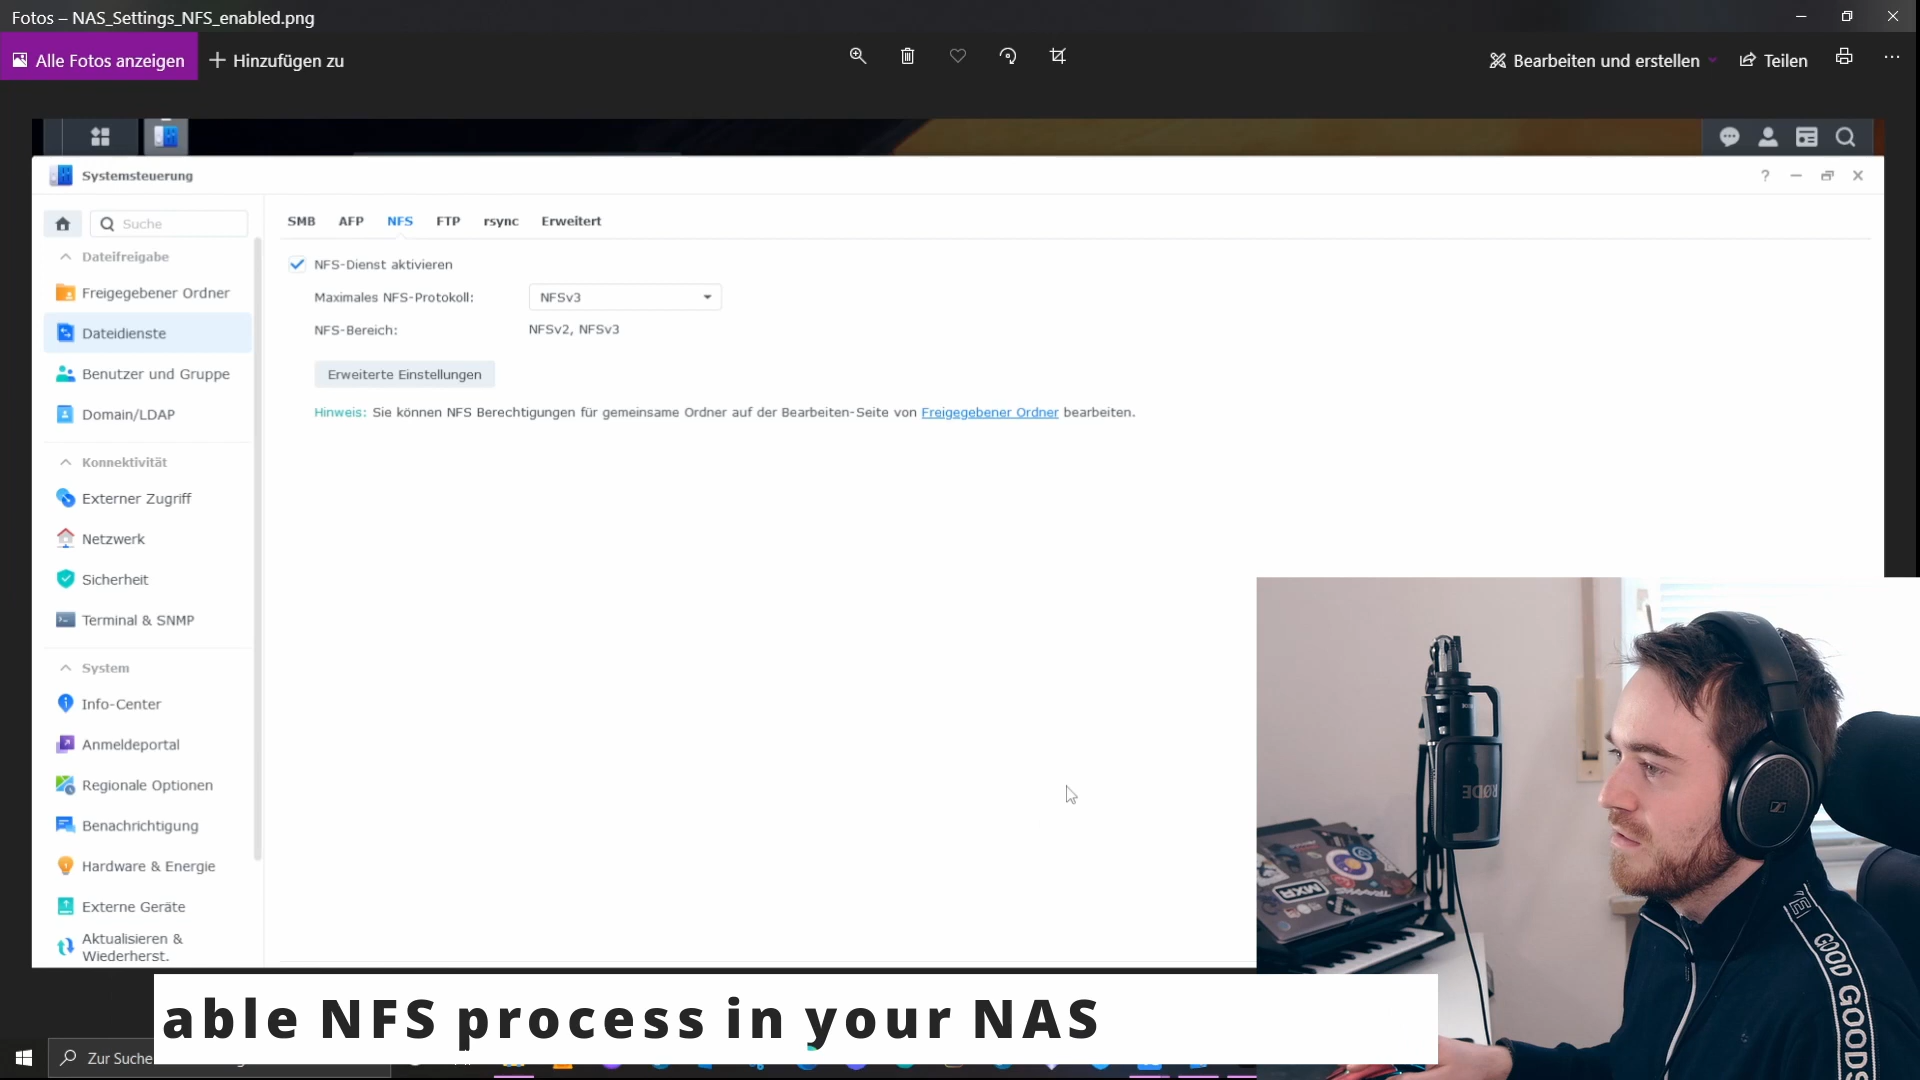 Fotos – NAS_Settings_NFS_enabled.png
Alle Fotos anzeigen
Hinzufügen zu
Bearbeiten und erstellen
Teilen
Systemsteuerung
Suche
SMB AFP NFS FTP rsync Erweitert
Dateifreigabe
Freigegebener Ordner
Dateidienste
Benutzer und Gruppe
Domain/LDAP
Konnektivität
Externer Zugriff
Netzwerk
Sicherheit
Terminal & SNMP
System
Info-Center
Anmeldeportal
Regionale Optionen
Benachrichtigung
Hardware & Energie
Externe Geräte
Aktualisieren &
Wiederherst.
NFS-Dienst aktivieren
Maximales NFS-Protokoll: NFSv3
NFS-Bereich: NFSv2, NFSv3
Erweiterte Einstellungen
Hinweis: Sie können NFS Berechtigungen für gemeinsame Ordner auf der Bearbeiten-Seite von Freigegebener Ordner bearbeiten.
RØDE
MXR
GOOD GOODS
able NFS process in your NAS
Zur Suche